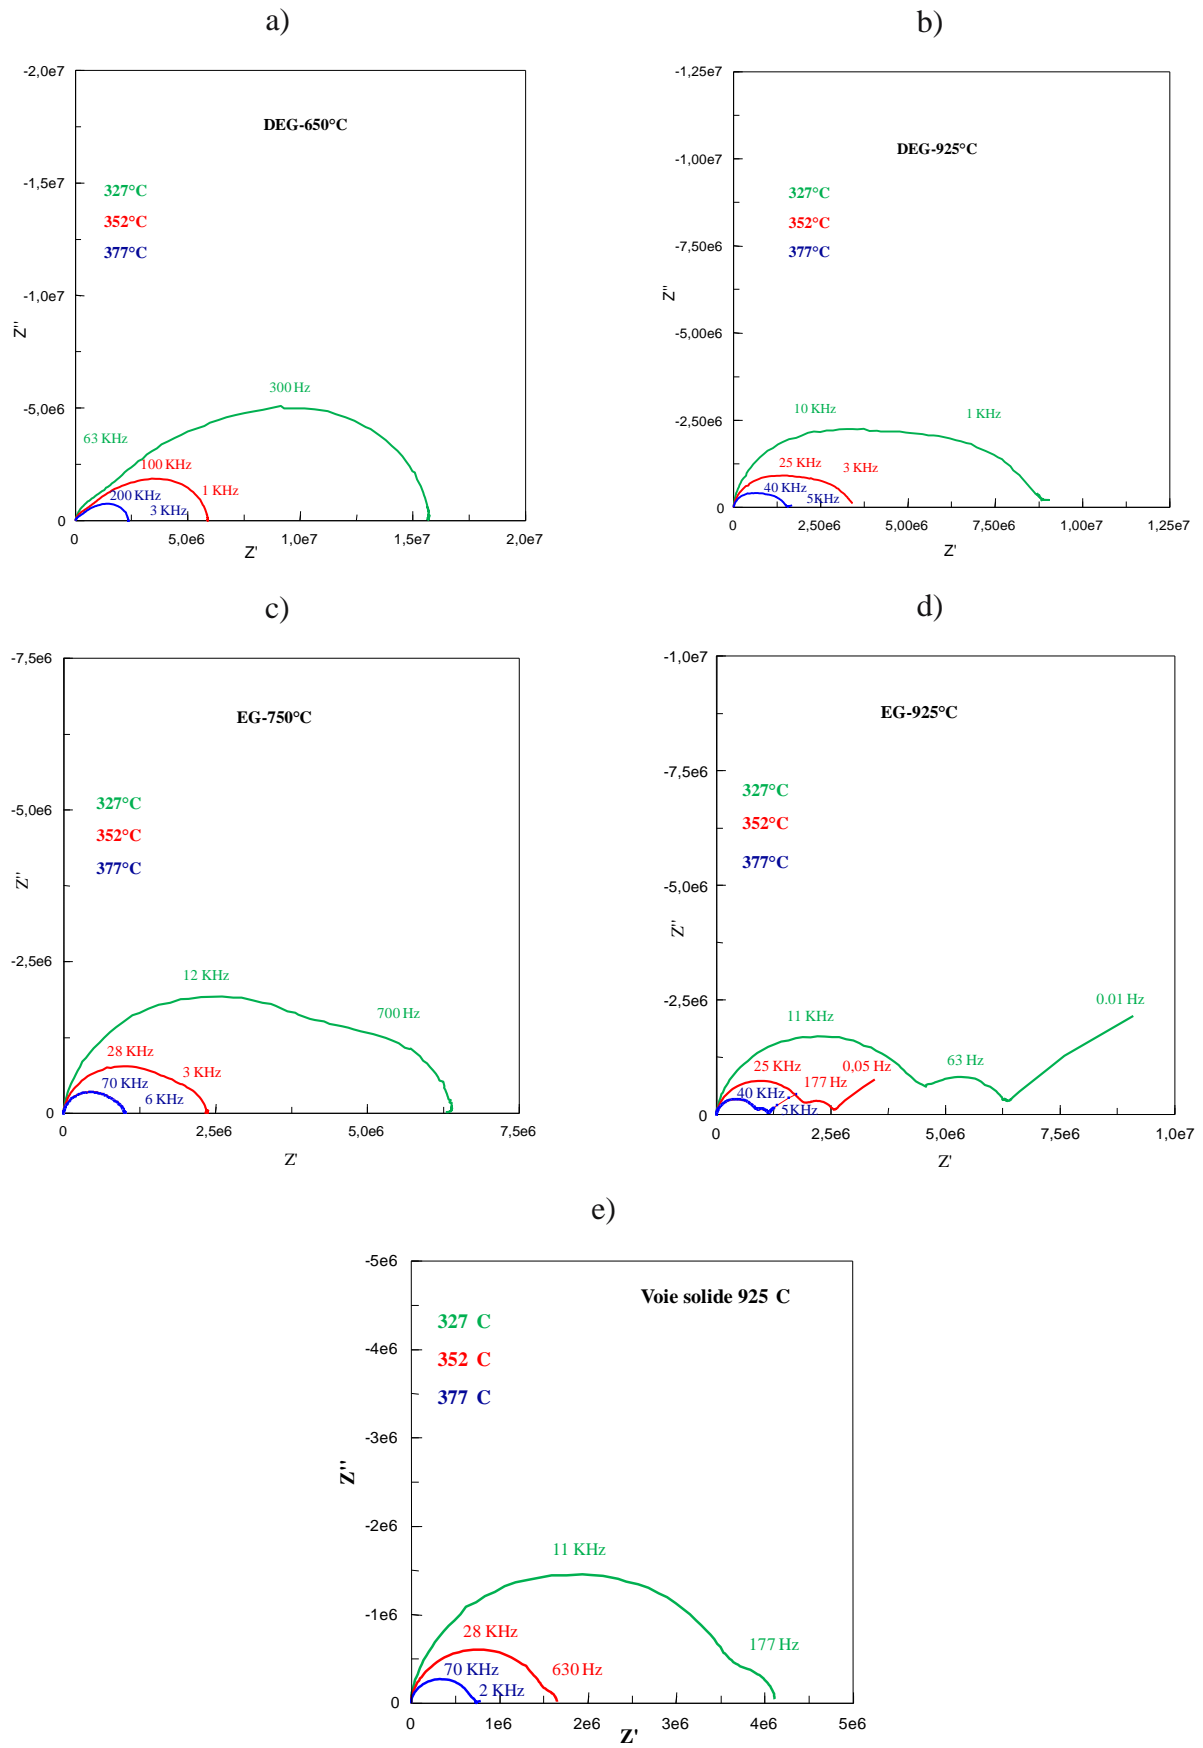 a)
-2,0e7
DEG-650°C
-1,5e7
327°C
352°C
377°C
-1,0e7
Z''
300 Hz
-5,0e6
63 KHz
100 KHz
1 KHz
200 KHz
3 KHz
0
0 5,0e6 1,0e7 1,5e7 2,0e7
Z'
b)
-1,25e7
DEG-925°C
-1,00e7
327°C
352°C
377°C
-7,50e6
Z''
-5,00e6
10 KHz
1 KHz
-2,50e6
25 KHz
3 KHz
40 KHz
5KHz
0
0 2,50e6 5,00e6 7,50e6 1,00e7 1,25e7
Z'
c)
-7,5e6
EG-750°C
-5,0e6
327°C
352°C
377°C
Z''
-2,5e6
12 KHz
700 Hz
28 KHz
3 KHz
70 KHz
6 KHz
0
0 2,5e6 5,0e6 7,5e6
Z'
d)
-1,0e7
EG-925°C
-7,5e6
327°C
352°C
377°C
-5,0e6
Z''
-2,5e6
0.01 Hz
11 KHz
63 Hz
25 KHz
0,05 Hz
177 Hz
40 KHz
5KHz
0
0 2,5e6 5,0e6 7,5e6 1,0e7
Z'
e)
-5e6
Voie solide 925 C
327 C
-4e6
352 C
377 C
-3e6
Z''
-2e6
11 KHz
-1e6
28 KHz
177 Hz
70 KHz
630 Hz
2 KHz
0
0 1e6 2e6 3e6 4e6 5e6
Z'